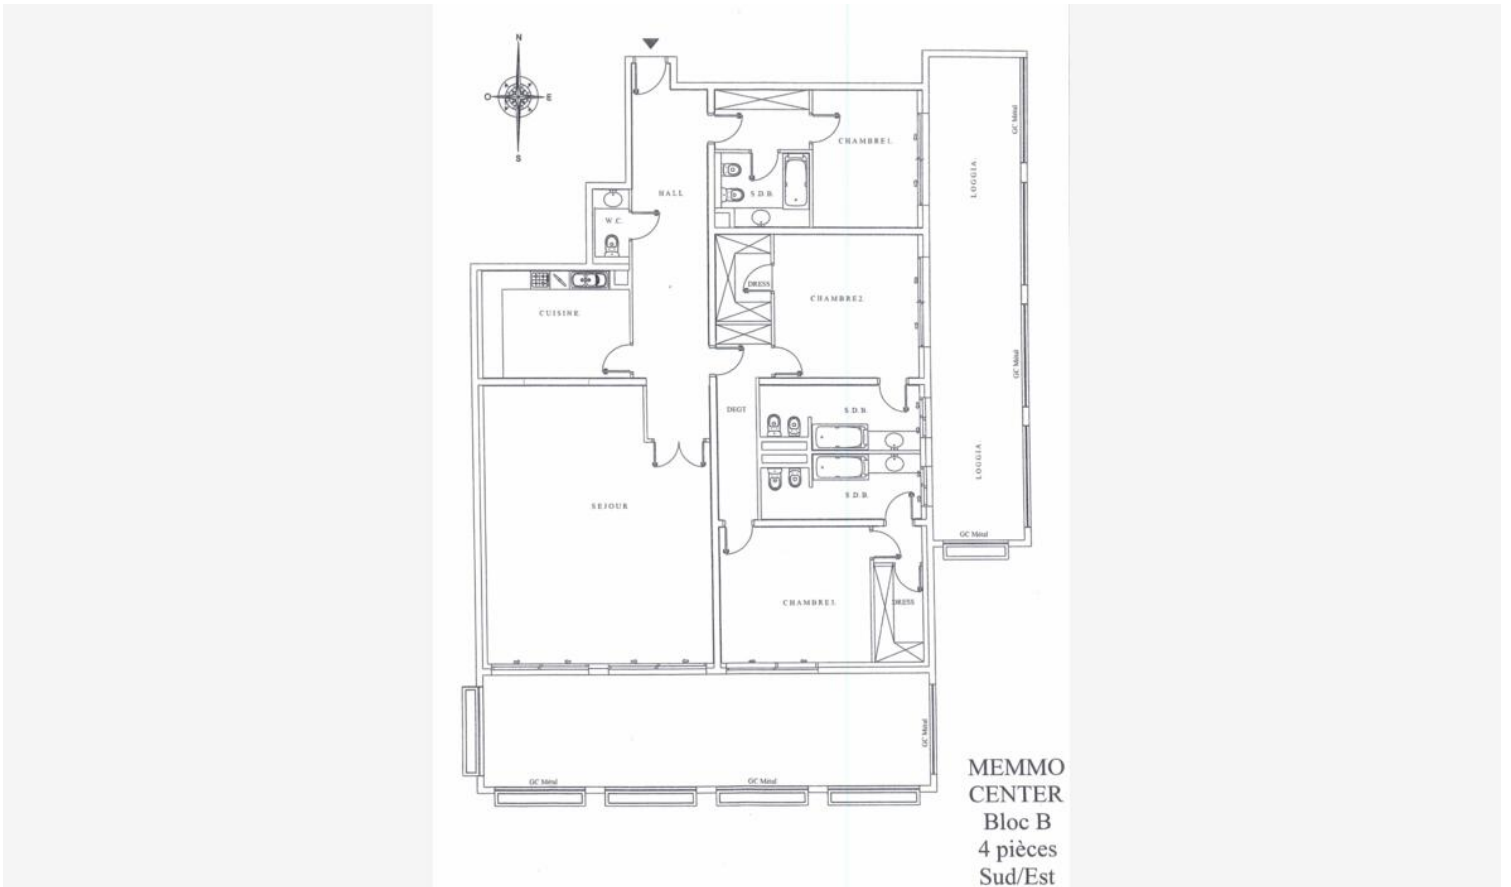 N
O
E
S
GC Métal
CHAMBRE1.
LOGGIA.
HALL
S.D.B.
W.C.
DRESS
CHAMBRE2.
CUISINE
GC Métal
DEGT
S.D.B.
LOGGIA.
S.D.B.
SEJOUR
GC Métal
CHAMBRE3.
DRESS
GC Métal
GC Métal
GC Métal
MEMMO
CENTER
Bloc B
4 pièces
Sud/Est